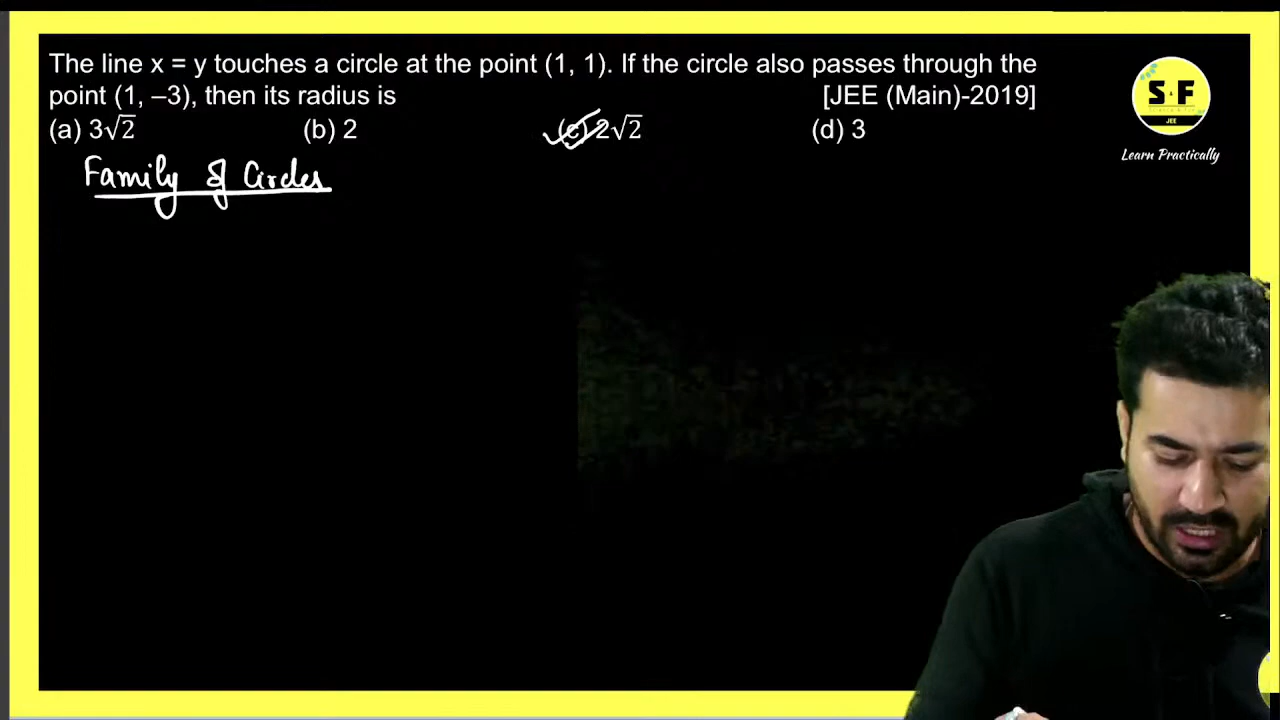 The line x = y touches a circle at the point (1, 1). If the circle also passes through the
point (1, –3), then its radius is [JEE (Main)-2019]
(a) 3√2 (b) 2 (c) 2√2 (d) 3
Family of Circles
S&F
JEE
Learn Practically